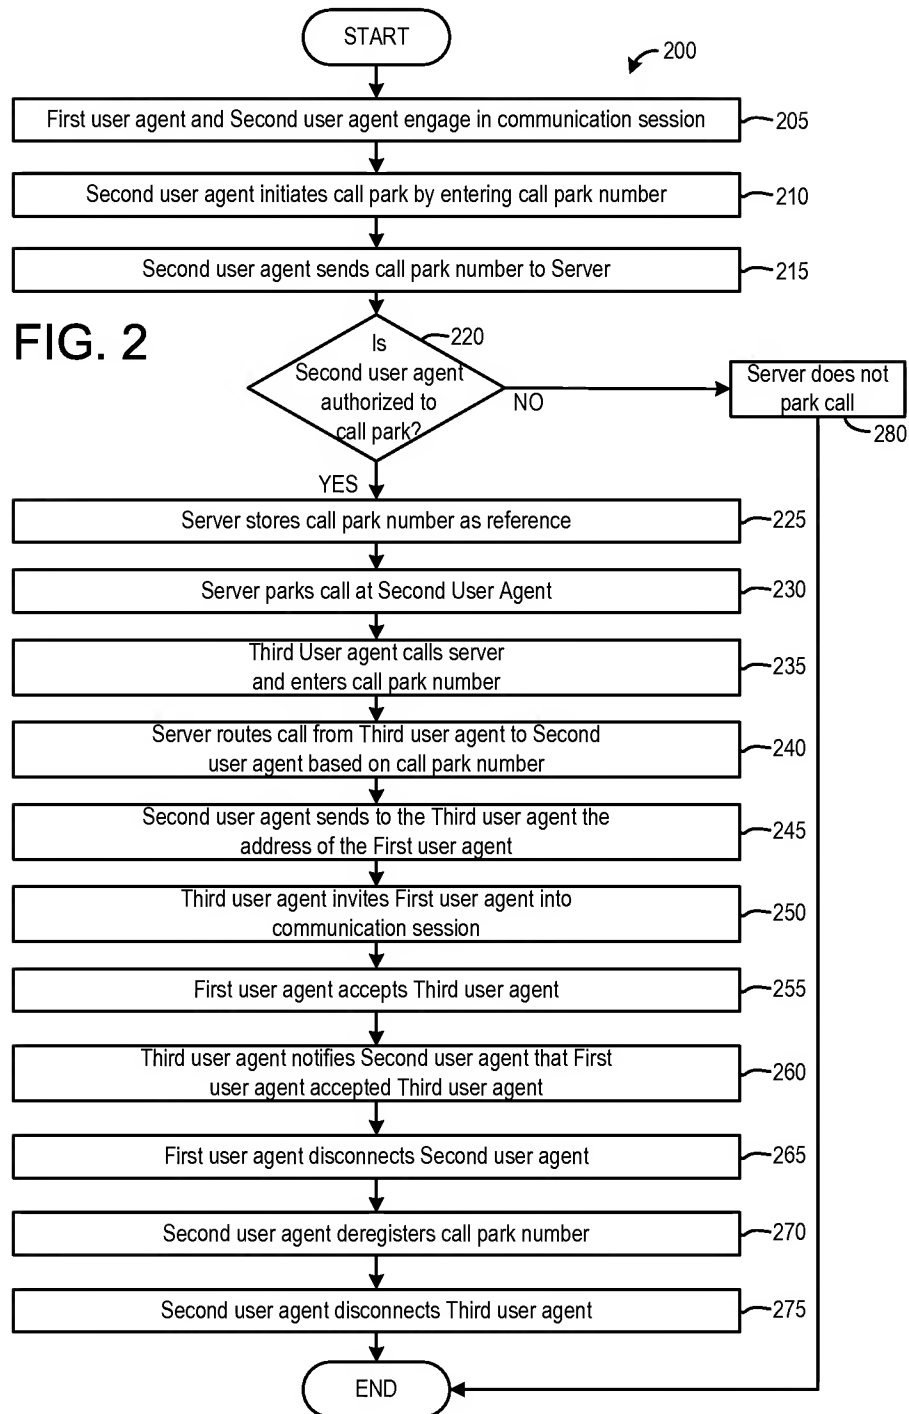 START
200
First user agent and Second user agent engage in communication session
205
Second user agent initiates call park by entering call park number
210
Second user agent sends call park number to Server
215
FIG. 2
220
Is
Second user agent
authorized to
call park?
NO
Server does not
park call
280
YES
Server stores call park number as reference
225
Server parks call at Second User Agent
230
Third User agent calls server
and enters call park number
235
Server routes call from Third user agent to Second
user agent based on call park number
240
Second user agent sends to the Third user agent the
address of the First user agent
245
Third user agent invites First user agent into
communication session
250
First user agent accepts Third user agent
255
Third user agent notifies Second user agent that First
user agent accepted Third user agent
260
First user agent disconnects Second user agent
265
Second user agent deregisters call park number
270
Second user agent disconnects Third user agent
275
END